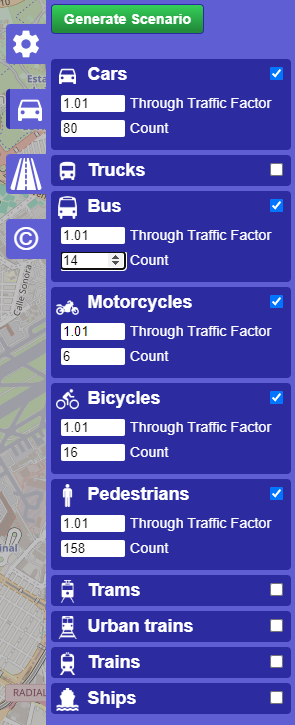 Generate Scenario
Esta
Cars
1.01 Through Traffic Factor
80 Count
Trucks
Bus
1.01 Through Traffic Factor
14 Count
©
Calle Sonora
Motorcycles
1.01 Through Traffic Factor
6 Count
Bicycles
1.01 Through Traffic Factor
16 Count
Pedestrians
1.01 Through Traffic Factor
158 Count
inal
Trams
Urban trains
Trains
RADIAL
Ships